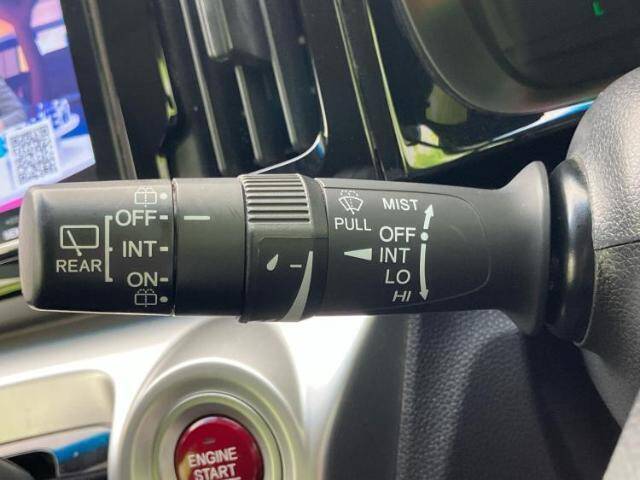 OFF
INT
ON
REAR
PULL
MIST
OFF
INT
LO
HI
ENGINE
START
L